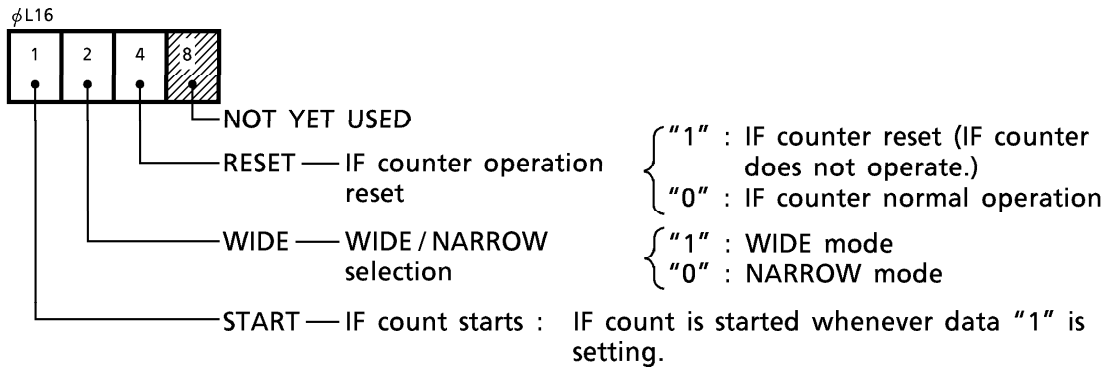 ϕL16
1 2 4 8
NOT YET USED
RESET — IF counter operation reset
"1" : IF counter reset (IF counter does not operate.)
"0" : IF counter normal operation
WIDE — WIDE / NARROW selection
"1" : WIDE mode
"0" : NARROW mode
START — IF count starts : IF count is started whenever data "1" is
setting.